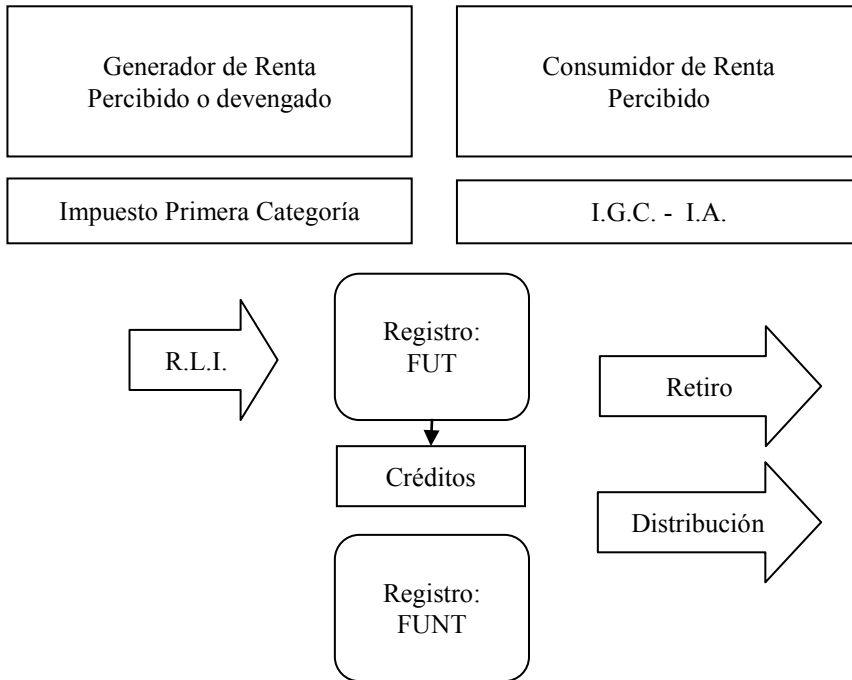 Generador de Renta
Percibido o devengado
Consumidor de Renta
Percibido
Impuesto Primera Categoría
I.G.C. - I.A.
R.L.I.
Registro:
FUT
Retiro
Créditos
Distribución
Registro:
FUNT